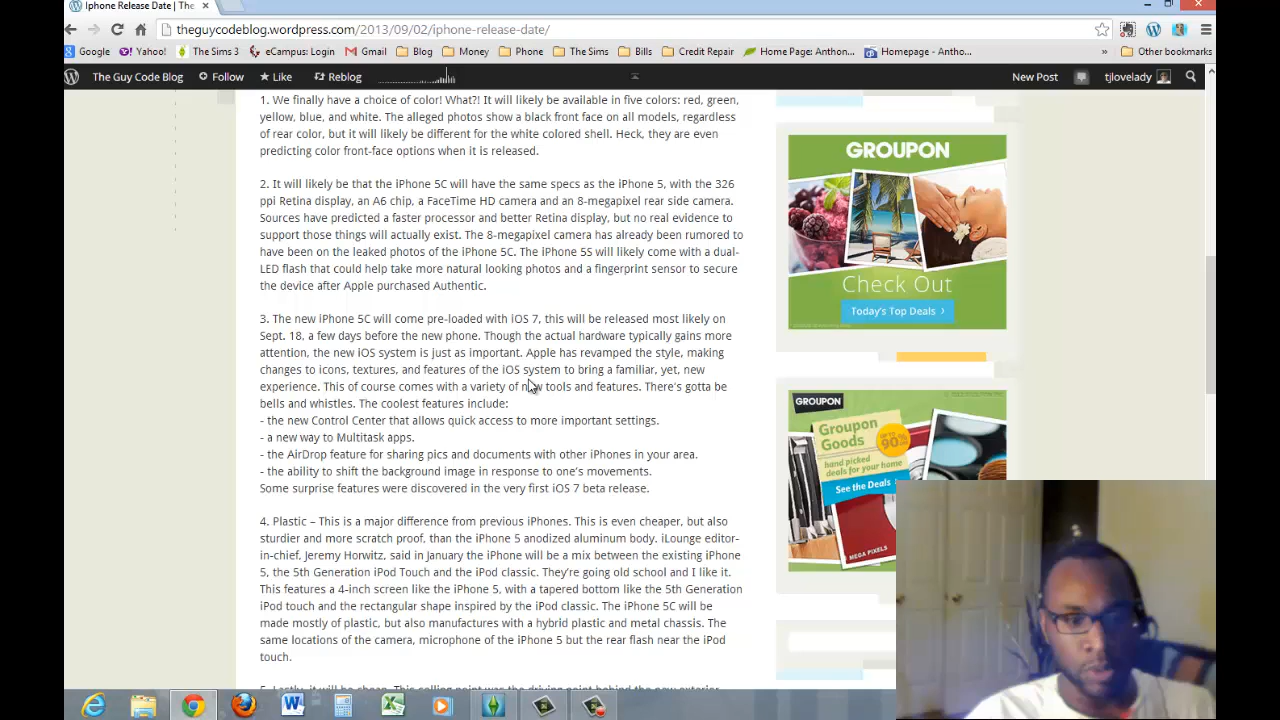 Iphone Release Date | The
theguycodeblog.wordpress.com/2013/09/02/iphone-release-date/
Google Yahoo! The Sims 3 eCampus: Login Gmail Blog Money Phone The Sims Bills Credit Repair Home Page: Anthon... Homepage - Antho... » Other bookmarks
The Guy Code Blog Follow Like Reblog New Post tjlovelady
1. We finally have a choice of color! What?! It will likely be available in five colors: red, green,
yellow, blue, and white. The alleged photos show a black front face on all models, regardless
of rear color, but it will likely be different for the white colored shell. Heck, they are even
predicting color front-face options when it is released.
2. It will likely be that the iPhone 5C will have the same specs as the iPhone 5, with the 326
ppi Retina display, an A6 chip, a FaceTime HD camera and an 8-megapixel rear side camera.
Sources have predicted a faster processor and better Retina display, but no real evidence to
support those things will actually exist. The 8-megapixel camera has already been rumored to
have been on the leaked photos of the iPhone 5C. The iPhone 5S will likely come with a dual-
LED flash that could help take more natural looking photos and a fingerprint sensor to secure
the device after Apple purchased Authentic.
3. The new iPhone 5C will come pre-loaded with iOS 7, this will be released most likely on
Sept. 18, a few days before the new phone. Though the actual hardware typically gains more
attention, the new iOS system is just as important. Apple has revamped the style, making
changes to icons, textures, and features of the iOS system to bring a familiar, yet, new
experience. This of course comes with a variety of new tools and features. There's gotta be
bells and whistles. The coolest features include:
- the new Control Center that allows quick access to more important settings.
- a new way to Multitask apps.
- the AirDrop feature for sharing pics and documents with other iPhones in your area.
- the ability to shift the background image in response to one's movements.
Some surprise features were discovered in the very first iOS 7 beta release.
4. Plastic – This is a major difference from previous iPhones. This is even cheaper, but also
sturdier and more scratch proof, than the iPhone 5 anodized aluminum body. iLounge editor-
in-chief, Jeremy Horwitz, said in January the iPhone will be a mix between the existing iPhone
5, the 5th Generation iPod Touch and the iPod classic. They're going old school and I like it.
This features a 4-inch screen like the iPhone 5, with a tapered bottom like the 5th Generation
iPod touch and the rectangular shape inspired by the iPod classic. The iPhone 5C will be
made mostly of plastic, but also manufactures with a hybrid plastic and metal chassis. The
same locations of the camera, microphone of the iPhone 5 but the rear flash near the iPod
touch.
5. Lastly, it will be cheap. This selling point was the driving point behind the new exterior
GROUPON
Check Out
Today's Top Deals ›
GROUPON
Groupon
Goods
UP TO
90%
hand picked
deals for your home
See the Deals
MEGA PIXELS